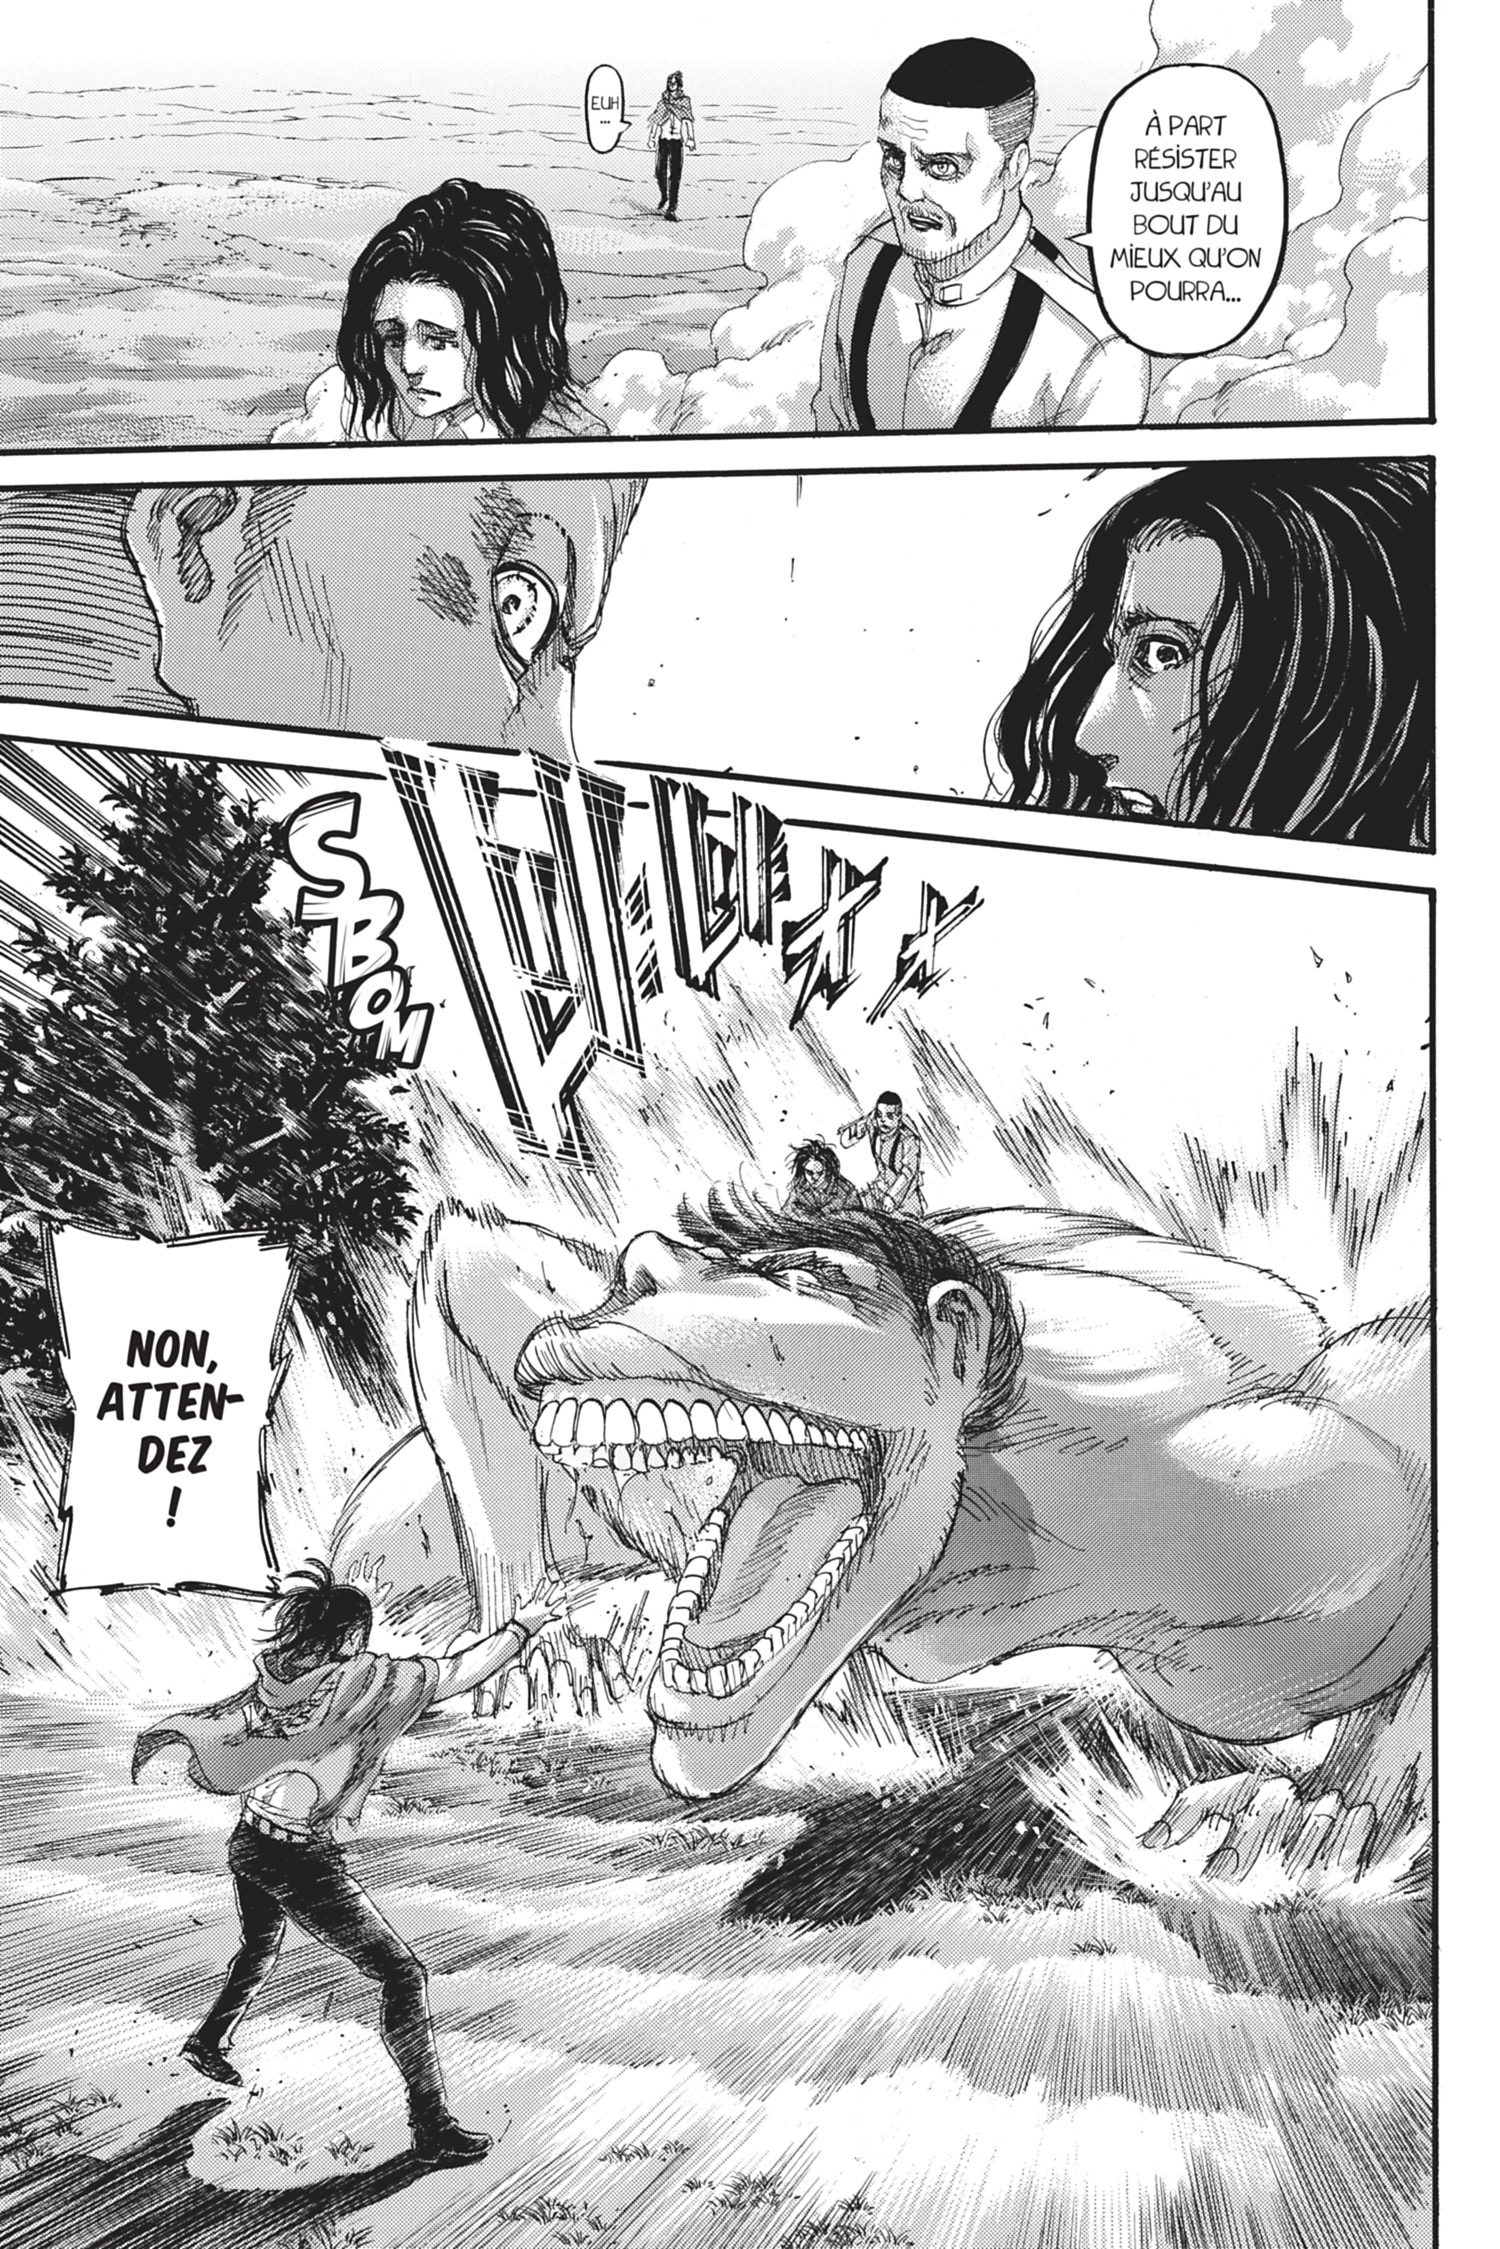 À PART
RÉSISTER
JUSQU'AU
BOUT DU
MIEUX QU'ON
POURRA...
EUH
...
SBOM
NON,
ATTEN-
DEZ
!